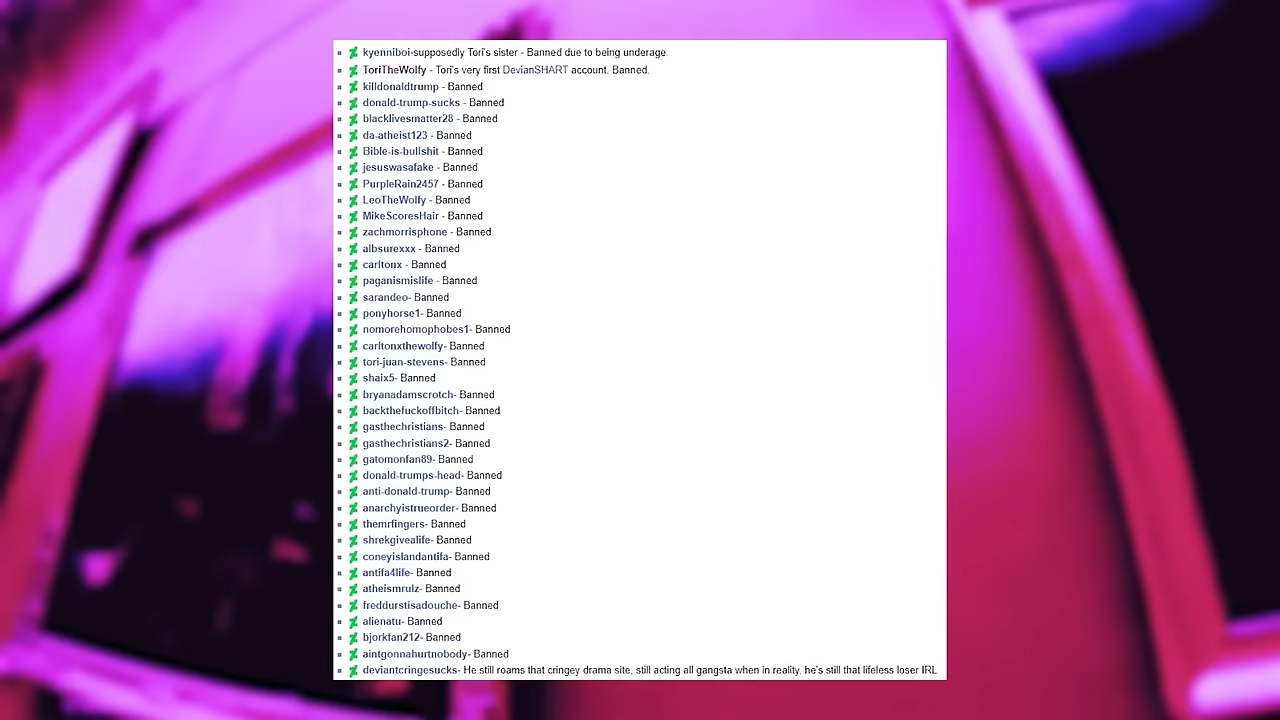 kyenniboi-supposedly Tori's sister - Banned due to being underage.
ToriTheWolfy - Tori's very first DevianSHART account. Banned.
killdonaldtrump - Banned
donald-trump-sucks - Banned
blacklivesmatter28 - Banned
da-atheist123 - Banned
Bible-is-bullshit - Banned
jesuswasafake - Banned
PurpleRain2457 - Banned
LeoTheWolfy - Banned
MikeScoresHair - Banned
zachmorrisphone - Banned
albsurexxx - Banned
carltonx - Banned
paganismislife - Banned
sarandeo- Banned
ponyhorse1- Banned
nomorehomophobes1- Banned
carltonxthewolfy- Banned
tori-juan-stevens- Banned
shaix5- Banned
bryanadamscrotch- Banned
backthefuckoffbitch- Banned
gasthechristians- Banned
gasthechristians2- Banned
gatomonfan89- Banned
donald-trumps-head- Banned
anti-donald-trump- Banned
anarchyistrueorder- Banned
themrfingers- Banned
shrekgivealife- Banned
coneyislandantifa- Banned
antifa4life- Banned
atheismrulz- Banned
freddurstisadouche- Banned
alienatu- Banned
bjorkfan212- Banned
aintgonnahurtnobody- Banned
deviantcringesucks- He still roams that cringey drama site, still acting all gangsta when in reality, he's still that lifeless loser IRL